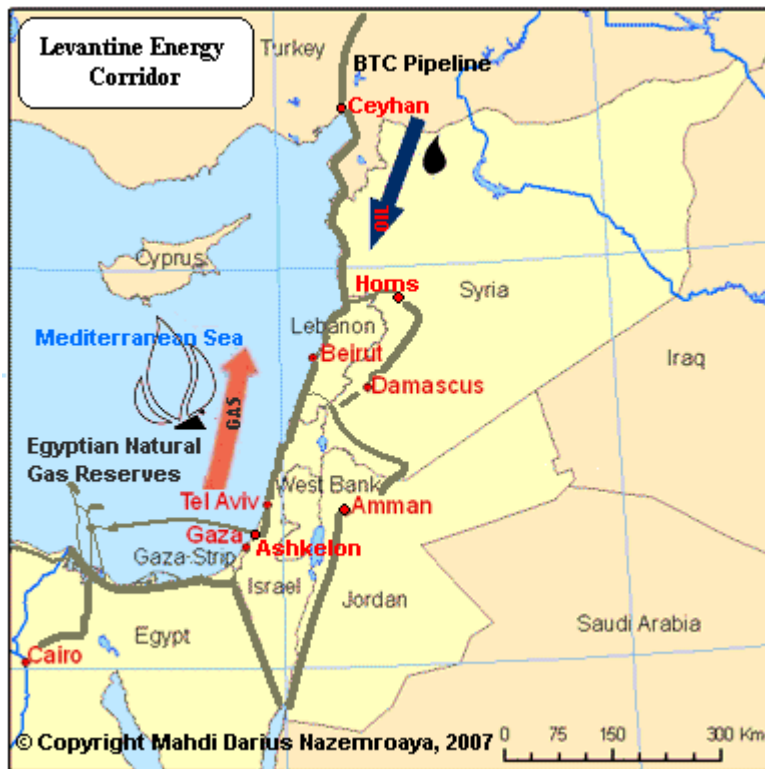 Levantine Energy
Corridor
Turkey
BTC Pipeline
Ceyhan
OIL
Cyprus
Homs
Syria
Lebanon
Mediterranean Sea
Beirut
Iraq
Damascus
GAS
Egyptian Natural
Gas Reserves
West Bank
Tel Aviv
Amman
Gaza
Ashkelon
Gaza-Strip
Israel
Jordan
Saudi Arabia
Egypt
Cairo
0 75 150 300 Km
© Copyright Mahdi Darius Nazemroaya, 2007